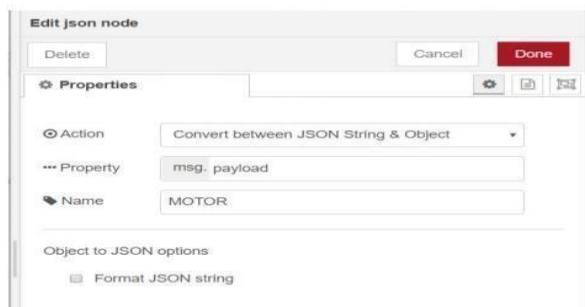 Edit json node
Delete Cancel Done
Properties
Action Convert between JSON String & Object
Property msg. payload
Name MOTOR
Object to JSON options
Format JSON string